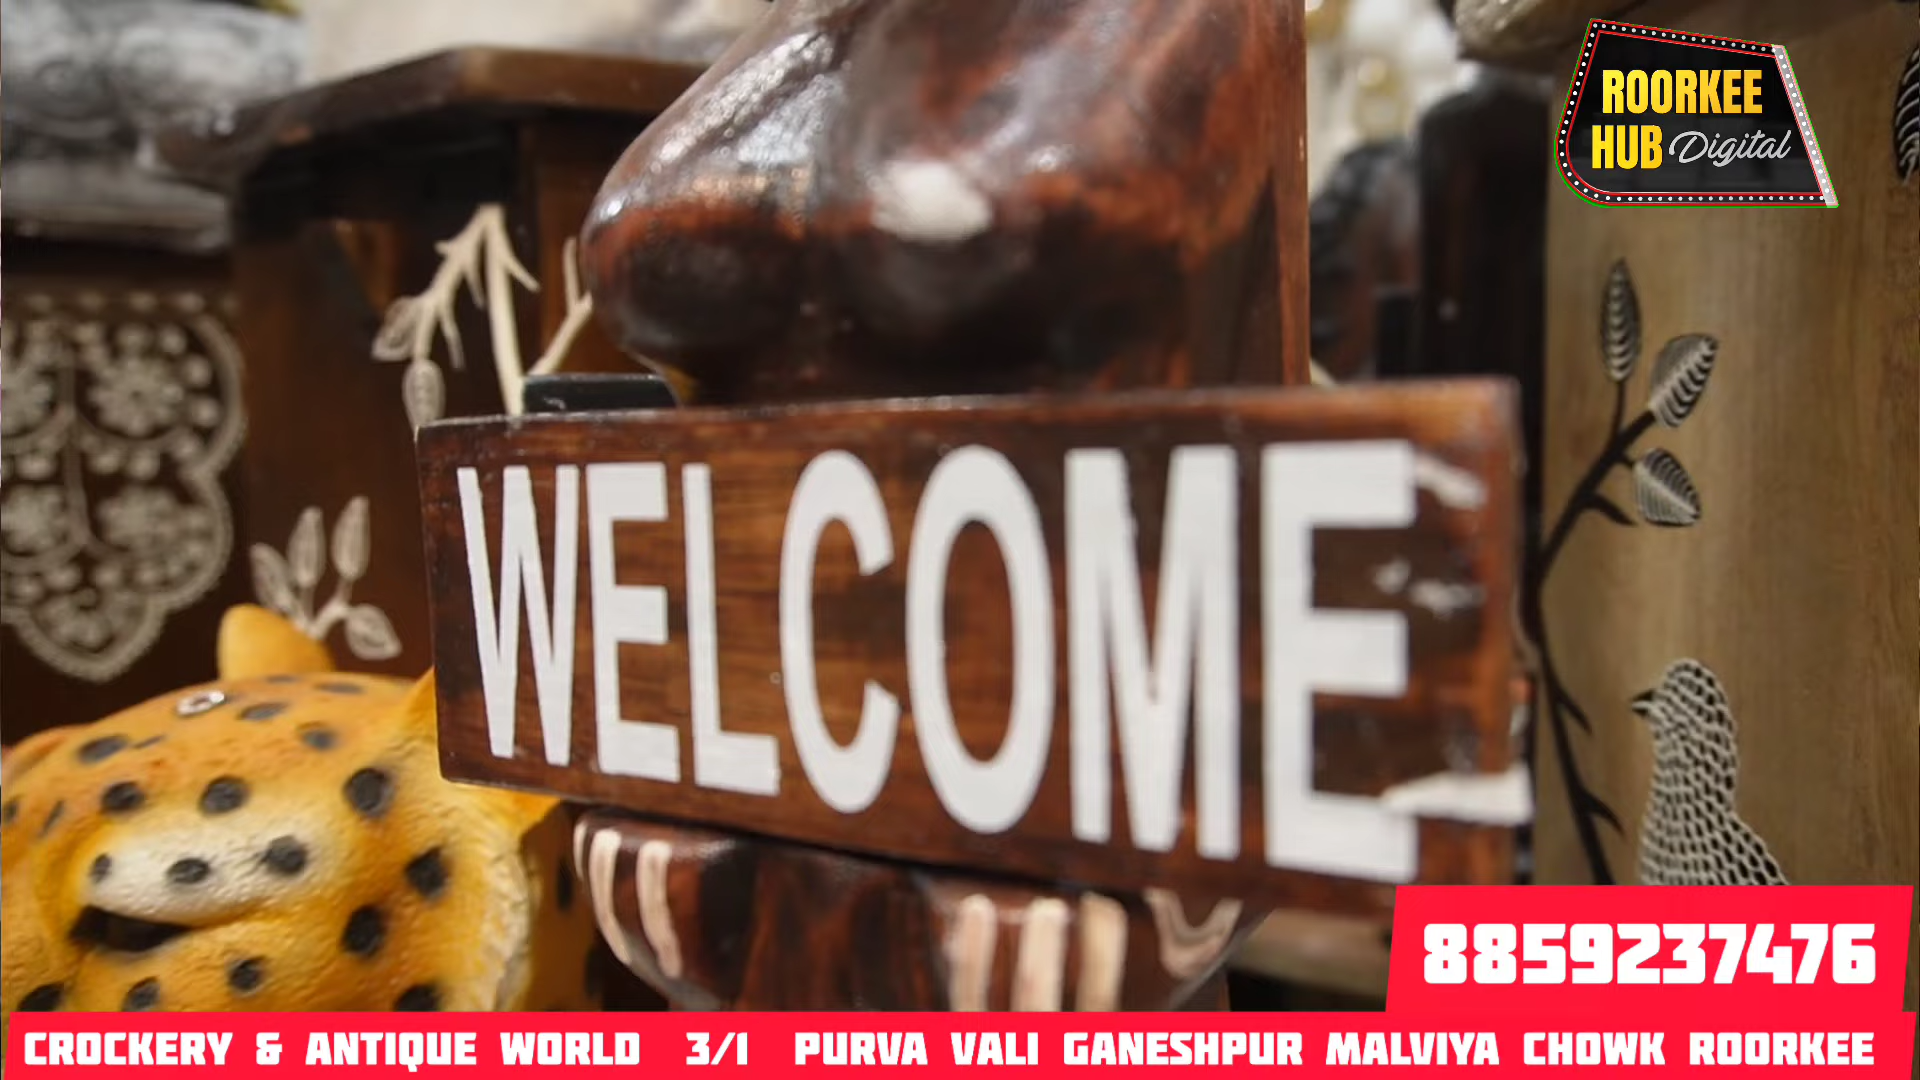 ROORKEE
HUB Digital
WELCOME
8859237476
CROCKERY & ANTIQUE WORLD 3/1 PURVA VALI GANESHPUR MALVIYA CHOWK ROORKEE